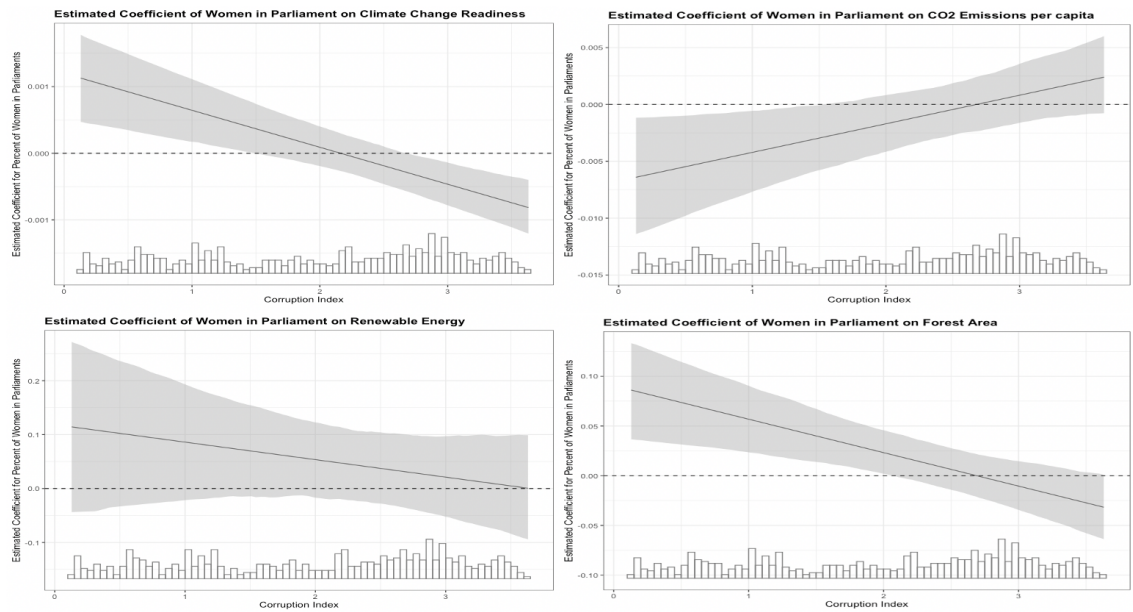 Estimated Coefficient of Women in Parliament on Climate Change Readiness
Estimated Coefficient for Percent of Women in Parliaments
0.001
0.000
-0.001
0
1
2
3
Corruption Index
Estimated Coefficient of Women in Parliament on CO2 Emissions per capita
Estimated Coefficient for Percent of Women in Parliaments
0.005
0.000
-0.005
-0.010
-0.015
0
1
2
3
Corruption Index
Estimated Coefficient of Women in Parliament on Renewable Energy
Estimated Coefficient for Percent of Women in Parliaments
0.2
0.1
0.0
-0.1
0
1
2
3
Corruption Index
Estimated Coefficient of Women in Parliament on Forest Area
Estimated Coefficient for Percent of Women in Parliaments
0.10
0.05
0.00
-0.05
-0.10
0
1
2
3
Corruption Index